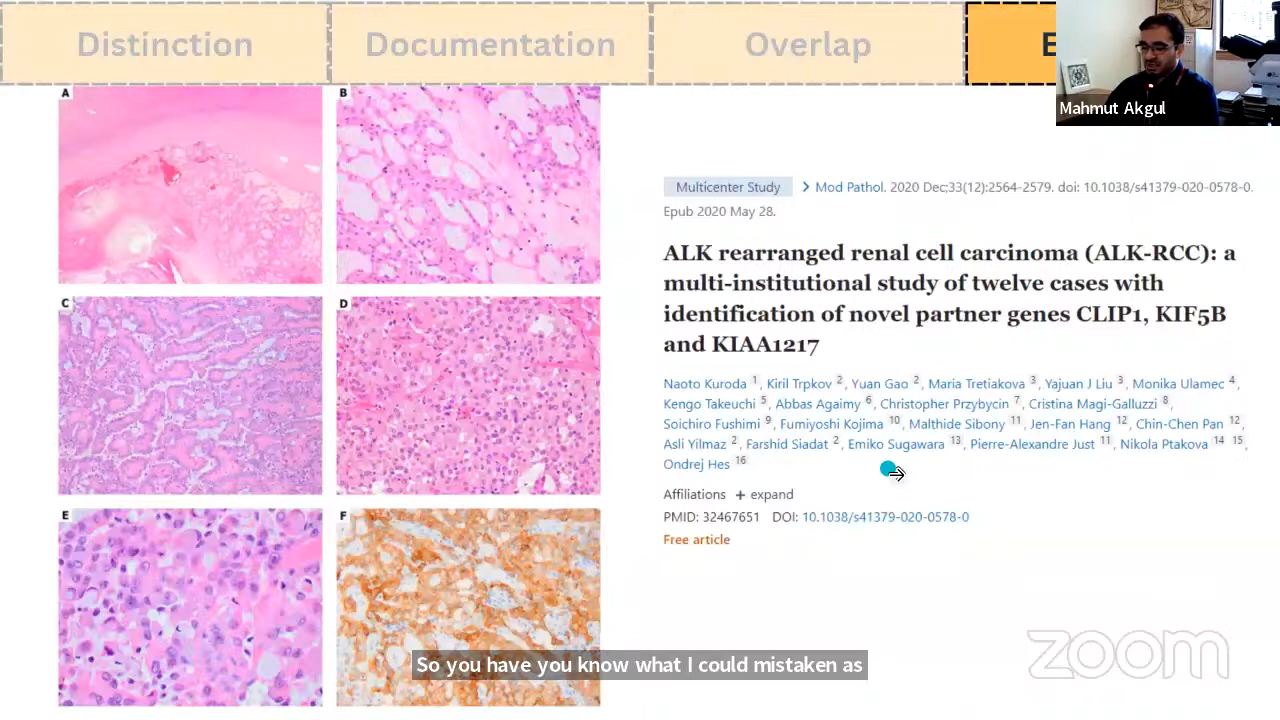 Distinction
Documentation
Overlap
E
Mahmut Akgul
A
B
C
D
E
F
Multicenter Study > Mod Pathol. 2020 Dec;33(12):2564-2579. doi: 10.1038/s41379-020-0578-0.
Epub 2020 May 28.
ALK rearranged renal cell carcinoma (ALK-RCC): a
multi-institutional study of twelve cases with
identification of novel partner genes CLIP1, KIF5B
and KIAA1217
Naoto Kuroda 1, Kiril Trpkov 2, Yuan Gao 2, Maria Tretiakova 3, Yajuan J Liu 3, Monika Ulamec 4,
Kengo Takeuchi 5, Abbas Agaimy 6, Christopher Przybycin 7, Cristina Magi-Galluzzi 8,
Soichiro Fushimi 9, Fumiyoshi Kojima 10, Malthide Sibony 11, Jen-Fan Hang 12, Chin-Chen Pan 12,
Asli Yilmaz 2, Farshid Siadat 2, Emiko Sugawara 13, Pierre-Alexandre Just 11, Nikola Ptakova 14 15,
Ondrej Hes 16
Affiliations + expand
PMID: 32467651 DOI: 10.1038/s41379-020-0578-0
Free article
zoom
So you have you know what I could mistaken as